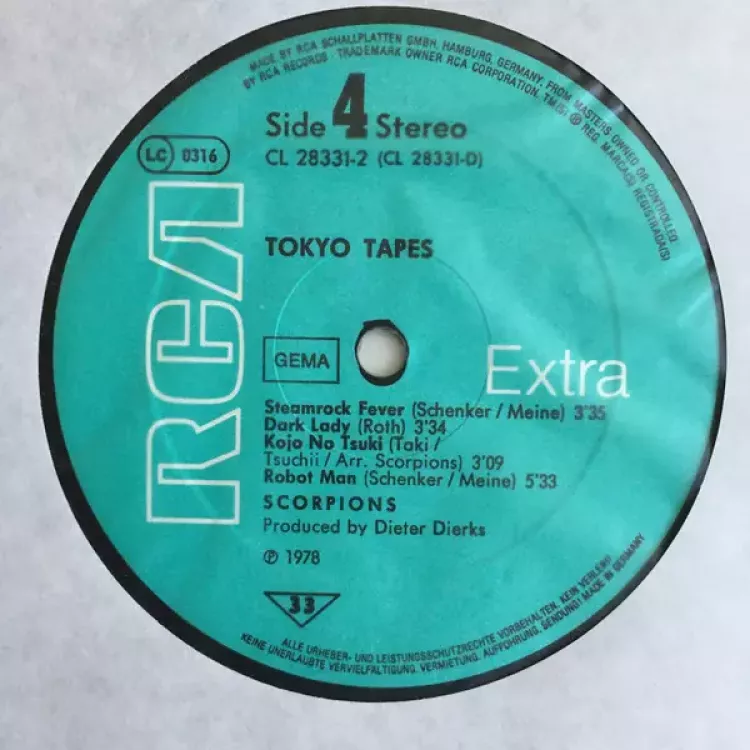 MADE BY RCA SCHALLPLATTEN GMBH, HAMBURG, GERMANY, FROM MASTERS OWNED OR CONTROLLED
BY RCA RECORDS · TRADEMARK OWNER RCA CORPORATION. TM(S) ® REG. MARCA(S) REGISTRADA(S)
Side 4 Stereo
CL 28331-2 (CL 28331-D)
LC 0316
RCA
TOKYO TAPES
GEMA
Extra
Steamrock Fever (Schenker / Meine) 3'35
Dark Lady (Roth) 3'34
Kojo No Tsuki (Taki /
Tsuchii / Arr. Scorpions) 3'09
Robot Man (Schenker / Meine) 5'33
SCORPIONS
Produced by Dieter Dierks
℗ 1978
33
ALLE URHEBER- UND LEISTUNGSSCHUTZRECHTE VORBEHALTEN. KEIN VERLEIH!
KEINE UNERLAUBTE VERVIELFÄLTIGUNG, VERMIETUNG, AUFFÜHRUNG, SENDUNG! MADE IN GERMANY